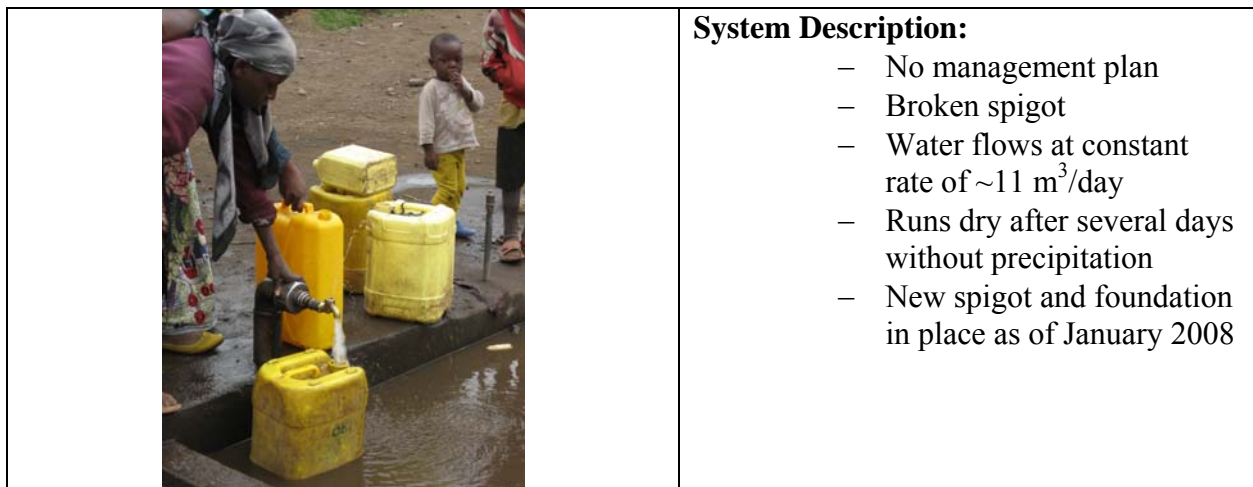 System Description:
– No management plan
– Broken spigot
– Water flows at constant
rate of ~11 m³/day
– Runs dry after several days
without precipitation
– New spigot and foundation
in place as of January 2008